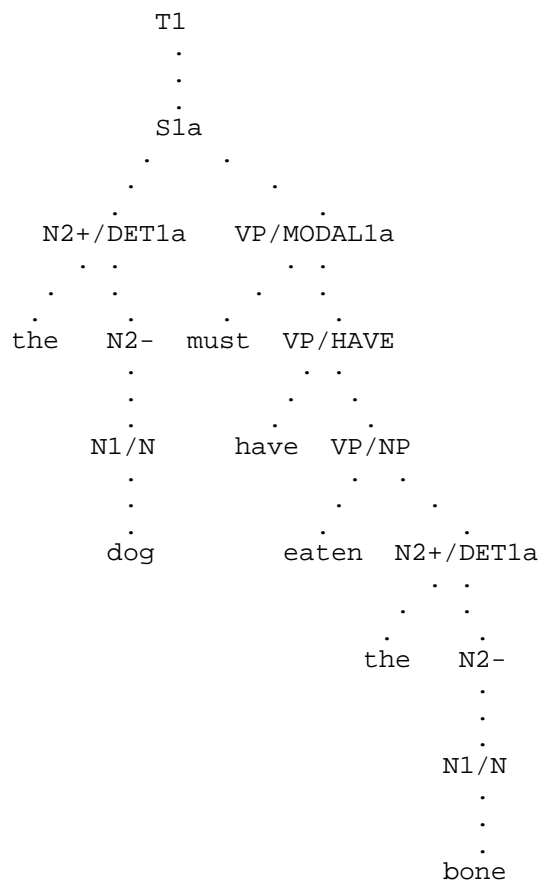 T1
S1a
N2+/DET1a VP/MODAL1a
the N2- must VP/HAVE
N1/N have VP/NP
dog eaten N2+/DET1a
the N2-
N1/N
bone